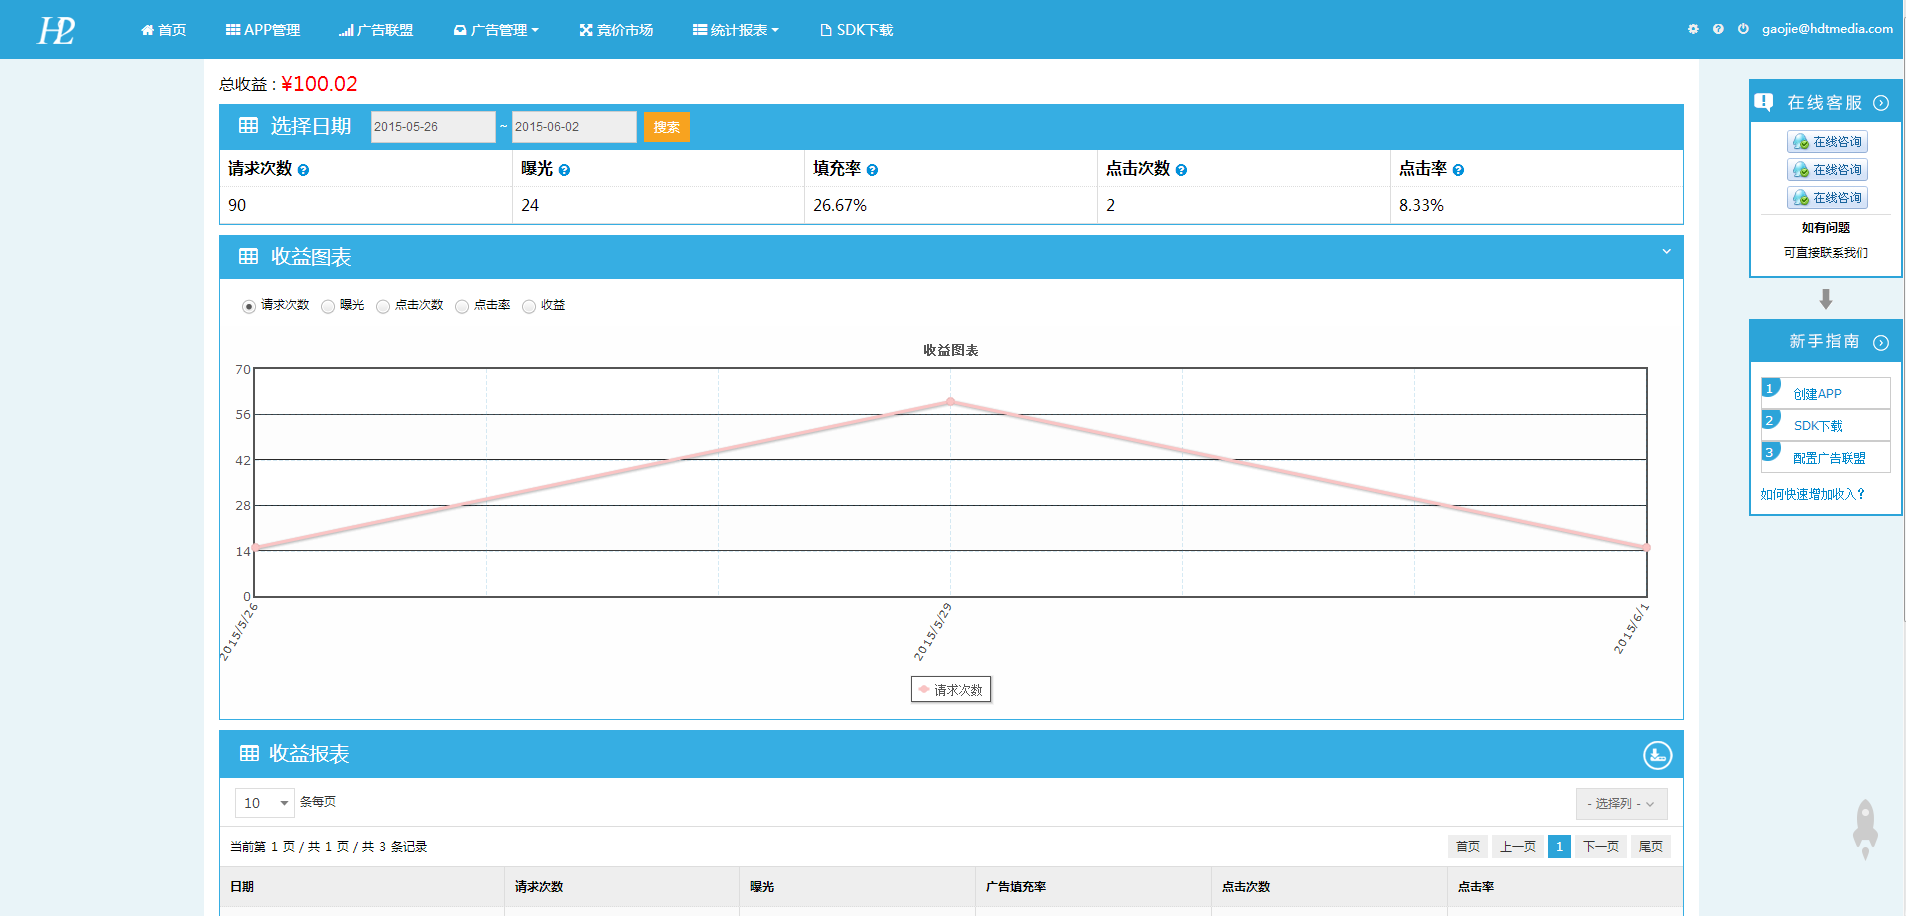 HP 首页 APP管理 广告联盟 广告管理 竞价市场 统计报表 SDK下载 gaojie@hdtmedia.com
总收益：¥100.02
选择日期 2015-05-26 ~ 2015-06-02 搜索
请求次数 曝光 填充率 点击次数 点击率
90 24 26.67% 2 8.33%
收益图表
请求次数 曝光 点击次数 点击率 收益
收益图表
70
56
42
28
14
0
2015/5/26 2015/5/29 2015/6/1
请求次数
收益报表
10 条每页 - 选择列 -
当前第 1 页 / 共 1 页 / 共 3 条记录 首页 上一页 1 下一页 尾页
日期 请求次数 曝光 广告填充率 点击次数 点击率
在线客服
在线咨询
在线咨询
在线咨询
如有问题
可直接联系我们
新手指南
1 创建APP
2 SDK下载
3 配置广告联盟
如何快速增加收入?